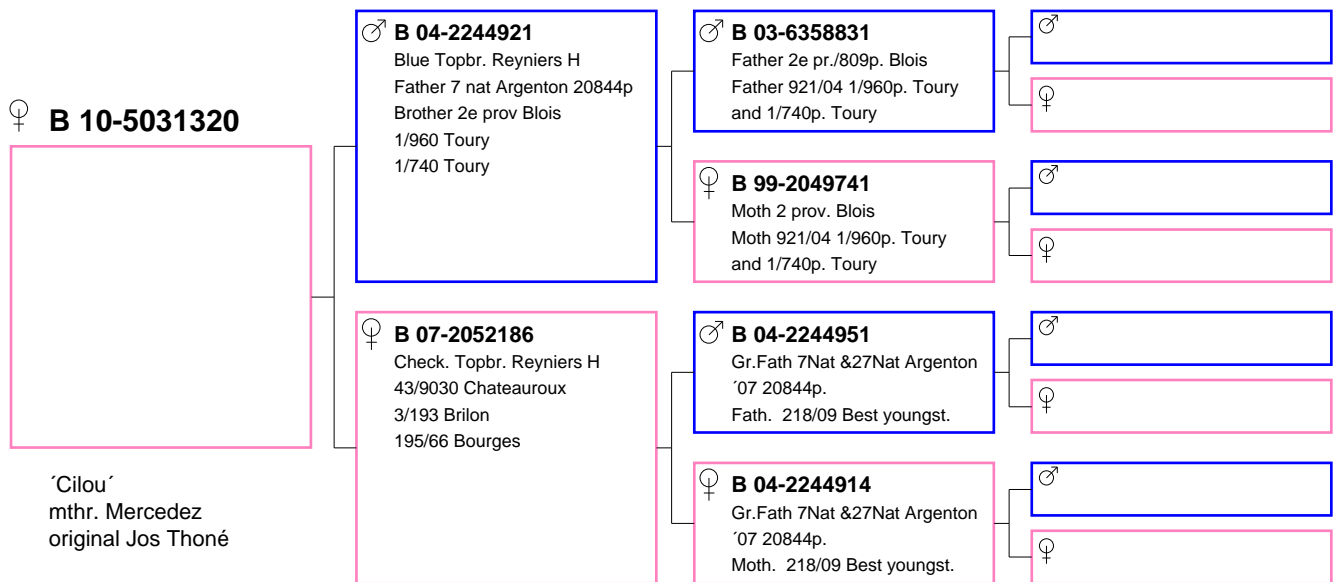 B 10-5031320
´Cilou´
mthr. Mercedez
original Jos Thoné
B 04-2244921
Blue Topbr. Reyniers H
Father 7 nat Argenton 20844p
Brother 2e prov Blois
1/960 Toury
1/740 Toury
B 07-2052186
Check. Topbr. Reyniers H
43/9030 Chateauroux
3/193 Brilon
195/66 Bourges
B 03-6358831
Father 2e pr./809p. Blois
Father 921/04 1/960p. Toury
and 1/740p. Toury
B 99-2049741
Moth 2 prov. Blois
Moth 921/04 1/960p. Toury
and 1/740p. Toury
B 04-2244951
Gr.Fath 7Nat &27Nat Argenton
´07 20844p.
Fath. 218/09 Best youngst.
B 04-2244914
Gr.Fath 7Nat &27Nat Argenton
´07 20844p.
Moth. 218/09 Best youngst.